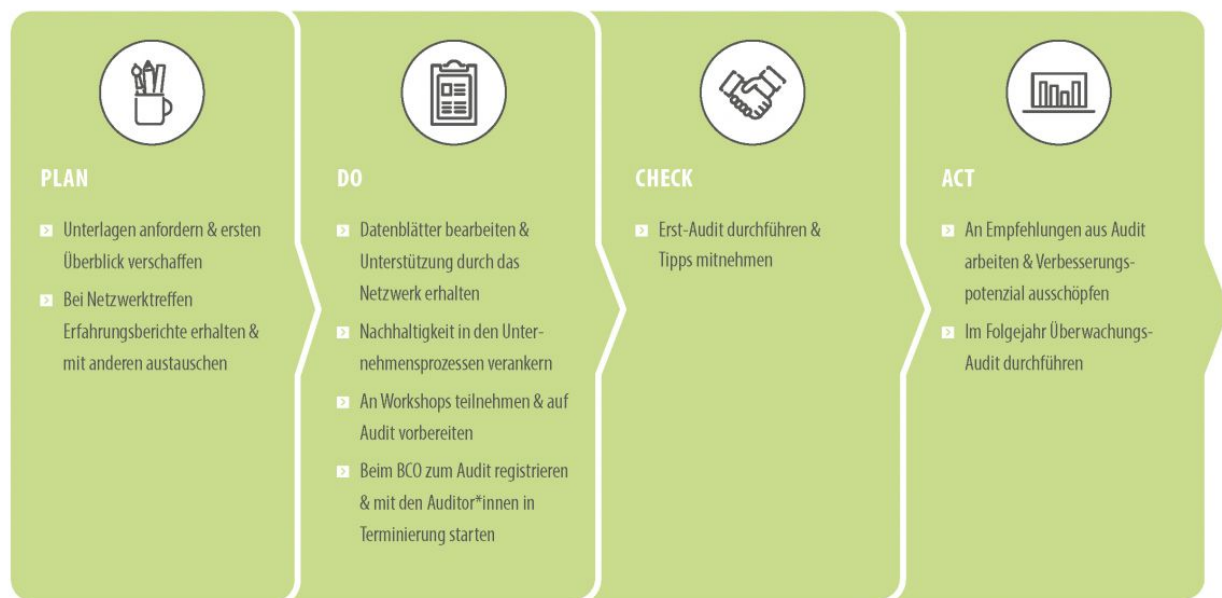 PLAN
Unterlagen anfordern & ersten
Überblick verschaffen
Bei Netzwerktreffen
Erfahrungsberichte erhalten &
mit anderen austauschen
DO
Datenblätter bearbeiten &
Unterstützung durch das
Netzwerk erhalten
Nachhaltigkeit in den Unter-
nehmensprozessen verankern
An Workshops teilnehmen & auf
Audit vorbereiten
Beim BCO zum Audit registrieren
& mit den Auditor*innen in
Terminierung starten
CHECK
Erst-Audit durchführen &
Tipps mitnehmen
ACT
An Empfehlungen aus Audit
arbeiten & Verbesserungs-
potenzial ausschöpfen
Im Folgejahr Überwachungs-
Audit durchführen